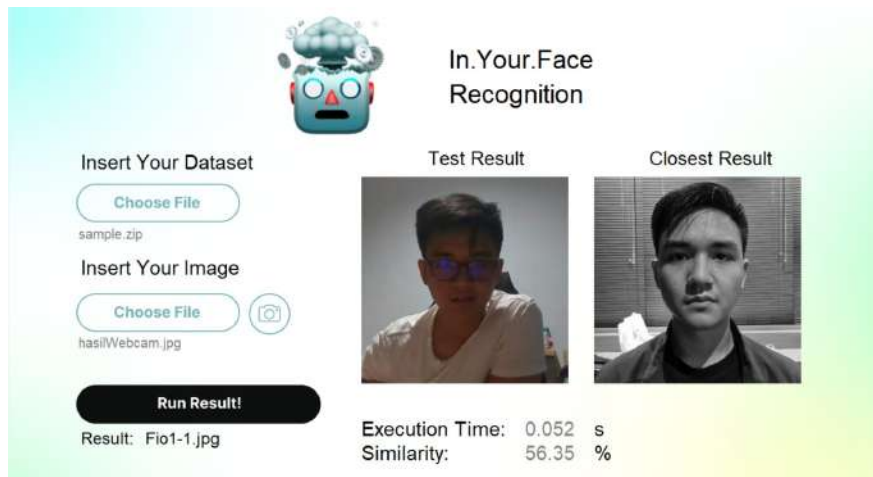 In.Your.Face
Recognition
Insert Your Dataset
Choose File
sample.zip
Insert Your Image
Choose File
hasilWebcam.jpg
Run Result!
Result: Fio1-1.jpg
Test Result
Closest Result
Execution Time: 0.052 s
Similarity: 56.35 %